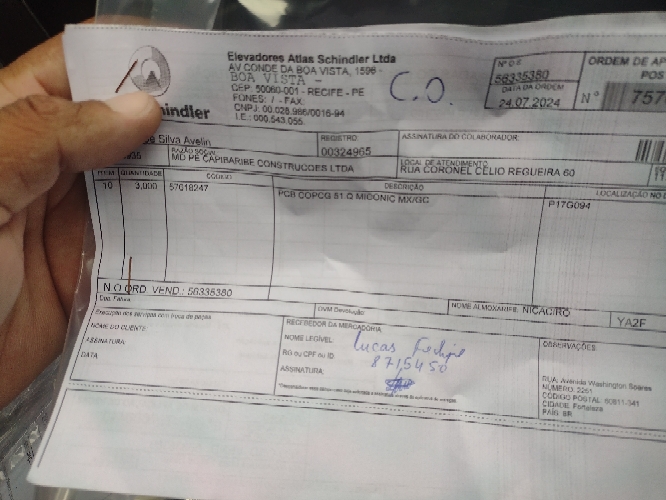 Elevadores Atlas Schindler Ltda
AV CONDE DA BOA VISTA, 1596 -
BOA VISTA -
CEP: 50060-001 - RECIFE - PE
FONES: / - FAX:
CNPJ: 00.028.986/0016-94
I.E.: 000.543.055.
hindler
C.O.
56335380
DATA DA ORDEM
24.07.2024
ORDEM DE AP
POS
Nº 757
Silva Avelin
REGISTRO
00324965
ASSINATURA DO COLABORADOR:
RAZÃO SOCIAL
MD PE CAPIBARIBE CONSTRUCOES LTDA
LOCAL DE ATENDIMENTO
RUA CORONEL CELIO REGUEIRA 60
ITEM QUANTIDADE CÓDIGO DESCRIÇÃO LOCALIZAÇÃO NO
10 3,000 57618247 PCB COPCQ 51.Q MICONIC MX/GC P17G094
N O ORD VEND.: 56335380
NOME ALMOXARIFE: NICACIRO
YA2F
NOME DO CLIENTE:
ASSINATURA:
DATA:
RECEBEDOR DA MERCADORIA
NOME LEGÍVEL: Lucas Felipe
RG ou CPF ou ID: 8715450
ASSINATURA:
OBSERVAÇÕES
RUA: Avenida Washington Soares
NÚMERO: 2251
CÓDIGO POSTAL: 60811-341
CIDADE: Fortaleza
PAÍS: BR